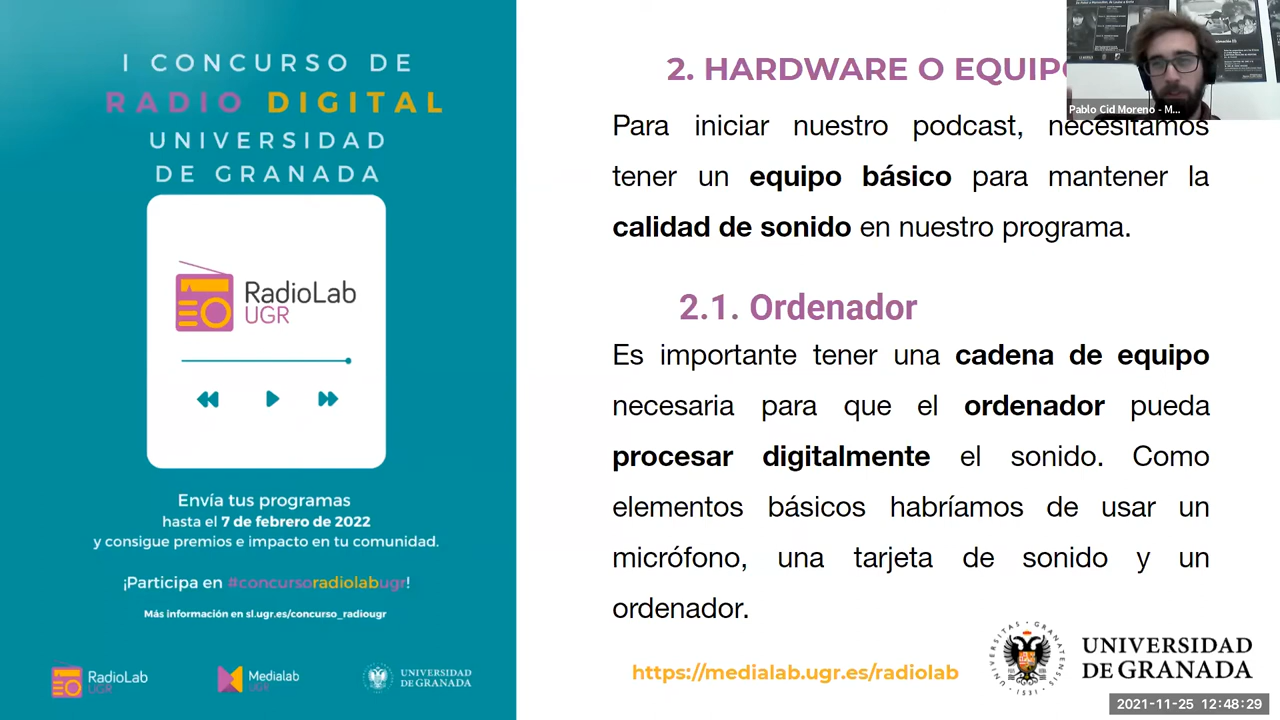 I CONCURSO DE
RADIO DIGITAL
UNIVERSIDAD
DE GRANADA
RadioLab
UGR
Envía tus programas
hasta el 7 de febrero de 2022
y consigue premios e impacto en tu comunidad.
¡Participa en #concursoradiolabugr!
Más información en sl.ugr.es/concurso_radiougr
RadioLab
UGR
Medialab
UGR
UNIVERSIDAD
DE GRANADA
2. HARDWARE O EQUIPO
Para iniciar nuestro podcast, necesitamos
tener un equipo básico para mantener la
calidad de sonido en nuestro programa.
2.1. Ordenador
Es importante tener una cadena de equipo
necesaria para que el ordenador pueda
procesar digitalmente el sonido. Como
elementos básicos habríamos de usar un
micrófono, una tarjeta de sonido y un
ordenador.
https://medialab.ugr.es/radiolab
UNIVERSITAS GRANATENSIS
1531
UNIVERSIDAD
DE GRANADA
Pablo Cid Moreno - M...
2021-11-25 12:48:29